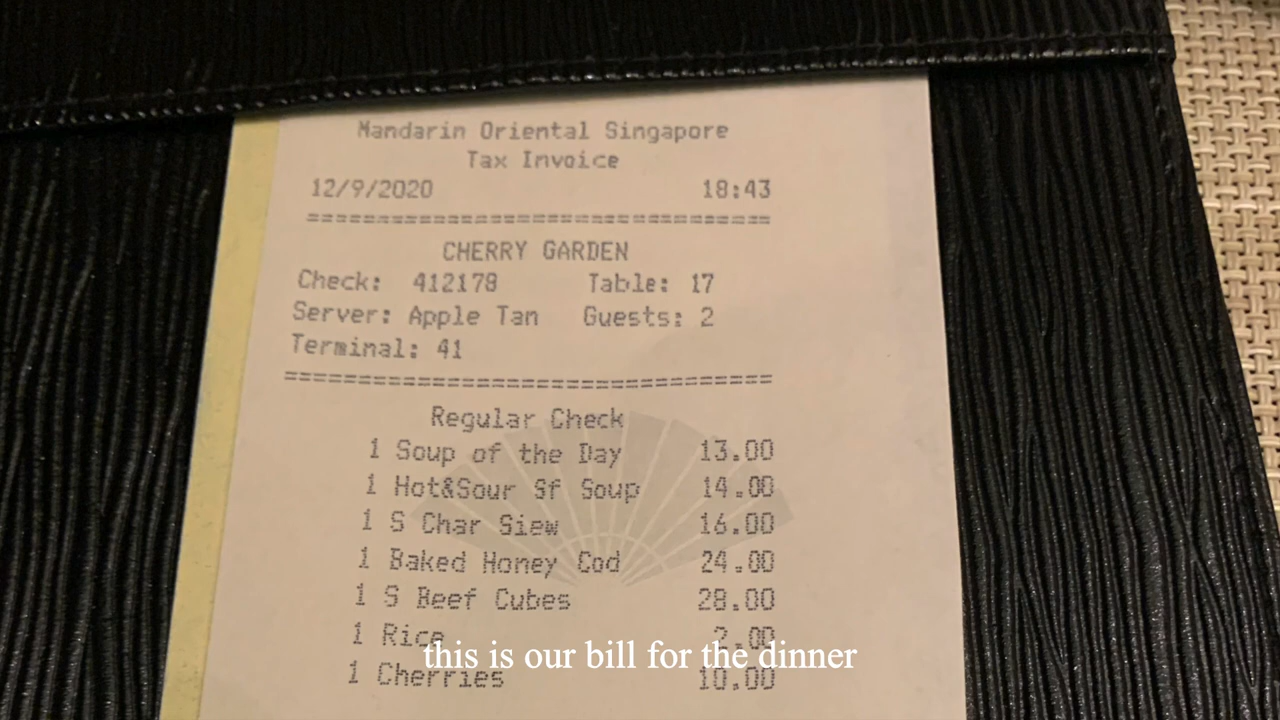 Mandarin Oriental Singapore
Tax Invoice
12/9/2020 18:43
===================================
CHERRY GARDEN
Check: 412178 Table: 17
Server: Apple Tan Guests: 2
Terminal: 41
===================================
Regular Check
1 Soup of the Day 13.00
1 Hot&Sour Sf Soup 14.00
1 S Char Siew 16.00
1 Baked Honey Cod 24.00
1 S Beef Cubes 28.00
1 Rice 2.00
this is our bill for the dinner
1 Cherries 10.00